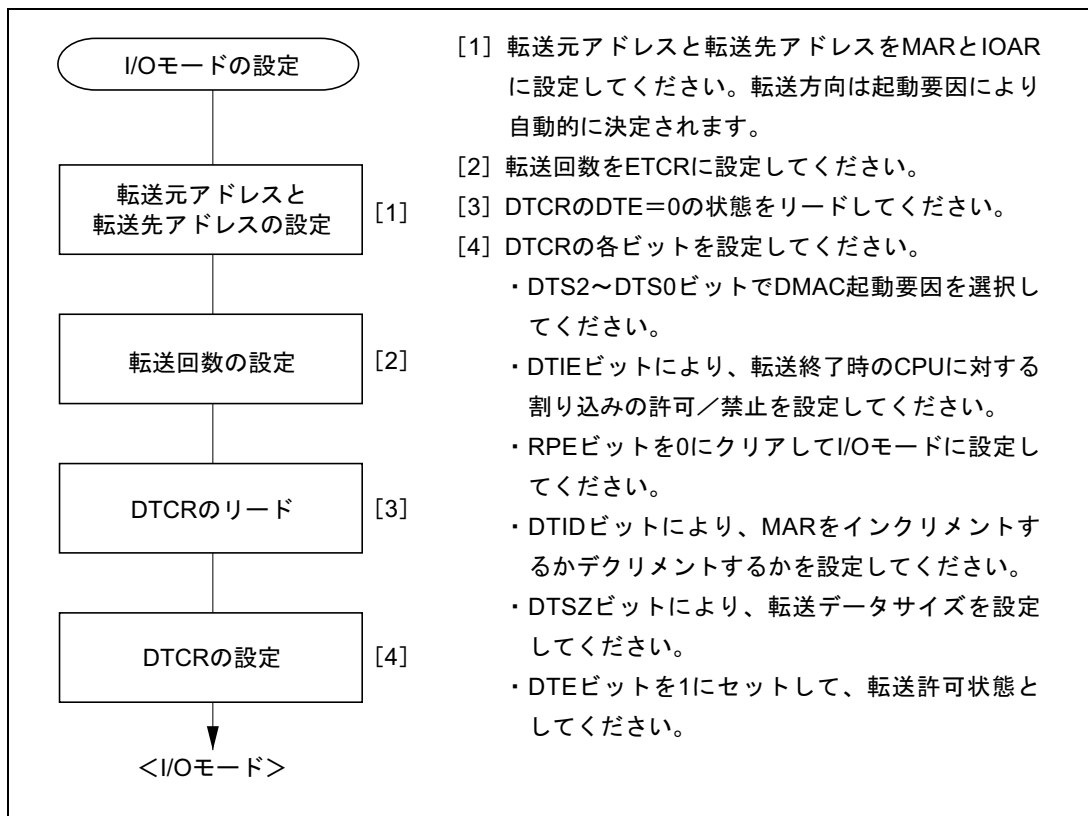 I/Oモードの設定
転送元アドレスと
転送先アドレスの設定
[1]
転送回数の設定
[2]
DTCRのリード
[3]
DTCRの設定
[4]
<I/Oモード>
[1] 転送元アドレスと転送先アドレスをMARとIOAR
に設定してください。転送方向は起動要因により
自動的に決定されます。
[2] 転送回数をETCRに設定してください。
[3] DTCRのDTE=0の状態をリードしてください。
[4] DTCRの各ビットを設定してください。
・DTS2~DTS0ビットでDMAC起動要因を選択し
てください。
・DTIEビットにより、転送終了時のCPUに対する
割り込みの許可/禁止を設定してください。
・RPEビットを0にクリアしてI/Oモードに設定し
てください。
・DTIDビットにより、MARをインクリメントす
るかデクリメントするかを設定してください。
・DTSZビットにより、転送データサイズを設定
してください。
・DTEビットを1にセットして、転送許可状態と
してください。